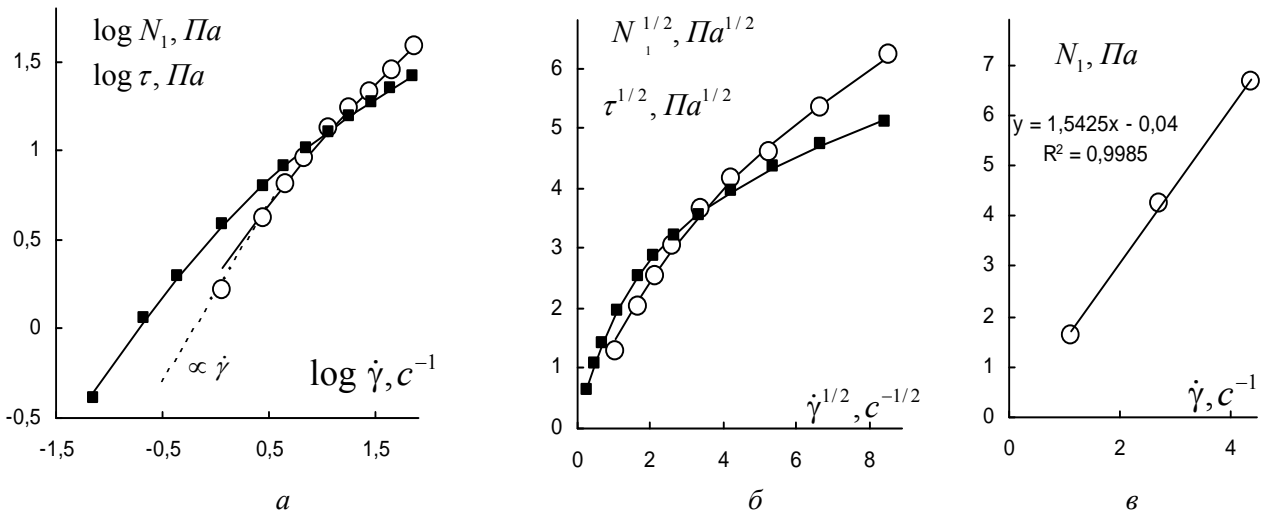 log N₁, Па
log τ, Па
1,5
1
0,5
0
-0,5
-1,5
-0,5
0,5
1,5
∝ γ̇
log γ̇, c⁻¹
а
N₁^{1/2}, Па^{1/2}
τ^{1/2}, Па^{1/2}
6
5
4
3
2
1
0
0
2
4
6
8
γ̇^{1/2}, c^{-1/2}
б
N₁, Па
y = 1,5425x - 0,04
R² = 0,9985
7
6
5
4
3
2
1
0
0
2
4
γ̇, c⁻¹
в